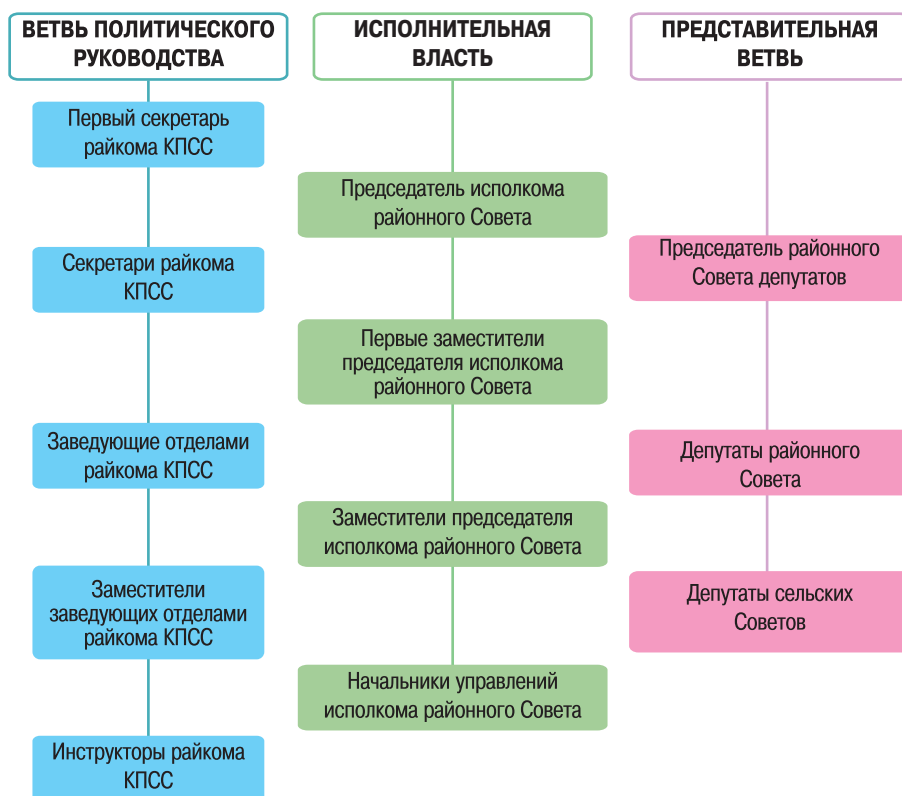 ВЕТВЬ ПОЛИТИЧЕСКОГО
РУКОВОДСТВА
Первый секретарь
райкома КПСС
Секретари райкома
КПСС
Заведующие отделами
райкома КПСС
Заместители
заведующих отделами
райкома КПСС
Инструкторы райкома
КПСС
ИСПОЛНИТЕЛЬНАЯ
ВЛАСТЬ
Председатель исполкома
районного Совета
Первые заместители
председателя исполкома
районного Совета
Заместители председателя
исполкома районного Совета
Начальники управлений
исполкома районного Совета
ПРЕДСТАВИТЕЛЬНАЯ
ВЕТВЬ
Председатель районного
Совета депутатов
Депутаты районного
Совета
Депутаты сельских
Советов